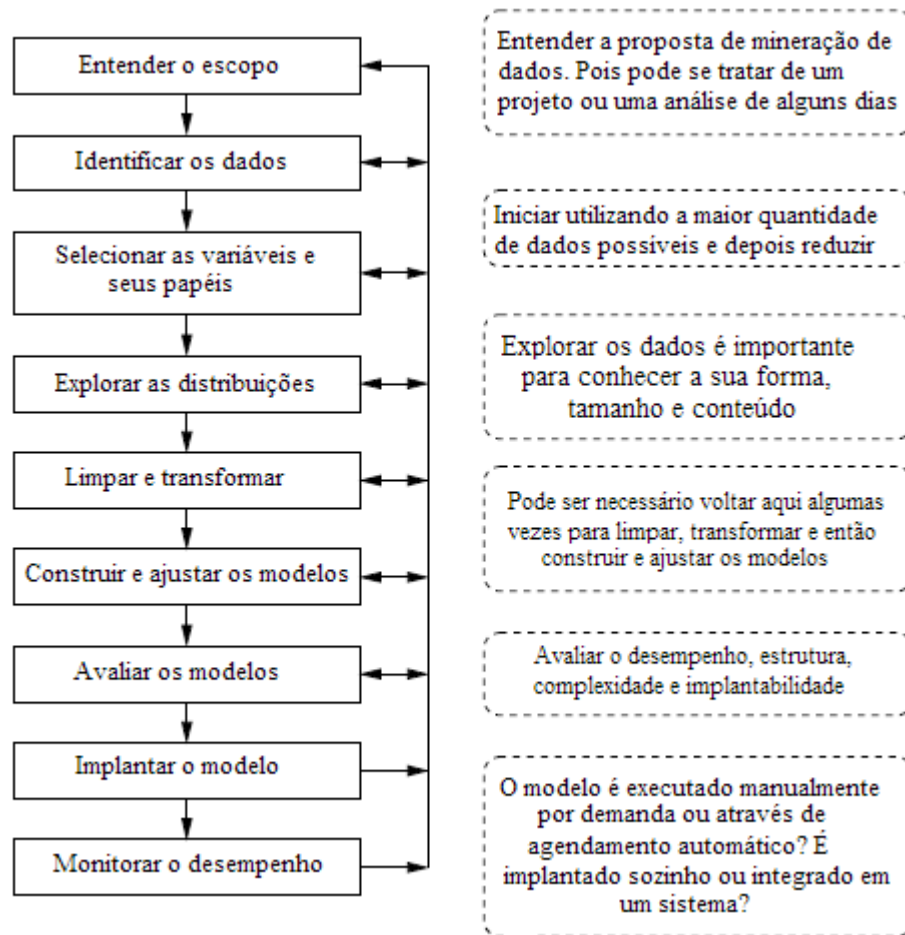 Entender o escopo
Identificar os dados
Selecionar as variáveis e
seus papéis
Explorar as distribuições
Limpar e transformar
Construir e ajustar os modelos
Avaliar os modelos
Implantar o modelo
Monitorar o desempenho
Entender a proposta de mineração de
dados. Pois pode se tratar de um
projeto ou uma análise de alguns dias
Iniciar utilizando a maior quantidade
de dados possíveis e depois reduzir
Explorar os dados é importante
para conhecer a sua forma,
tamanho e conteúdo
Pode ser necessário voltar aqui algumas
vezes para limpar, transformar e então
construir e ajustar os modelos
Avaliar o desempenho, estrutura,
complexidade e implantabilidade
O modelo é executado manualmente
por demanda ou através de
agendamento automático? É
implantado sozinho ou integrado em
um sistema?